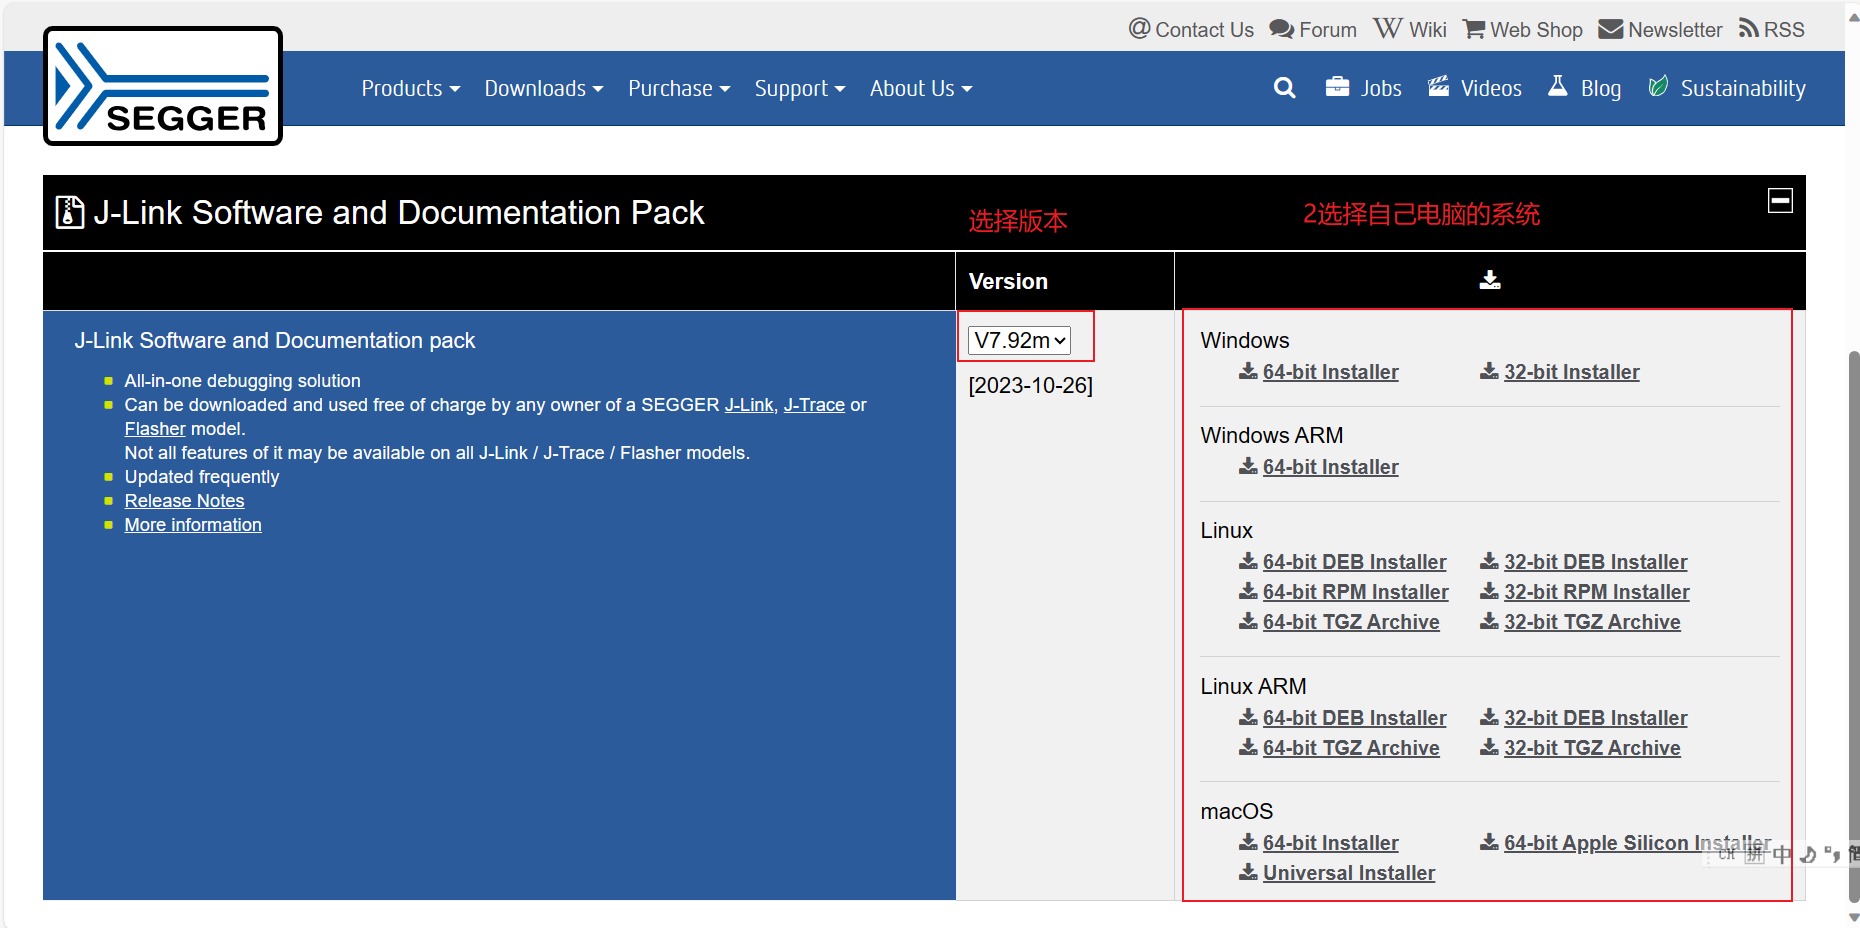 Contact Us Forum Wiki Web Shop Newsletter RSS
SEGGER
Products Downloads Purchase Support About Us Jobs Videos Blog Sustainability
J-Link Software and Documentation Pack
选择版本
2选择自己电脑的系统
Version
J-Link Software and Documentation pack
All-in-one debugging solution
Can be downloaded and used free of charge by any owner of a SEGGER J-Link, J-Trace or
Flasher model.
Not all features of it may be available on all J-Link / J-Trace / Flasher models.
Updated frequently
Release Notes
More information
V7.92m
[2023-10-26]
Windows
64-bit Installer 32-bit Installer
Windows ARM
64-bit Installer
Linux
64-bit DEB Installer 32-bit DEB Installer
64-bit RPM Installer 32-bit RPM Installer
64-bit TGZ Archive 32-bit TGZ Archive
Linux ARM
64-bit DEB Installer 32-bit DEB Installer
64-bit TGZ Archive 32-bit TGZ Archive
macOS
64-bit Installer 64-bit Apple Silicon Installer
Universal Installer
CH 拼 中